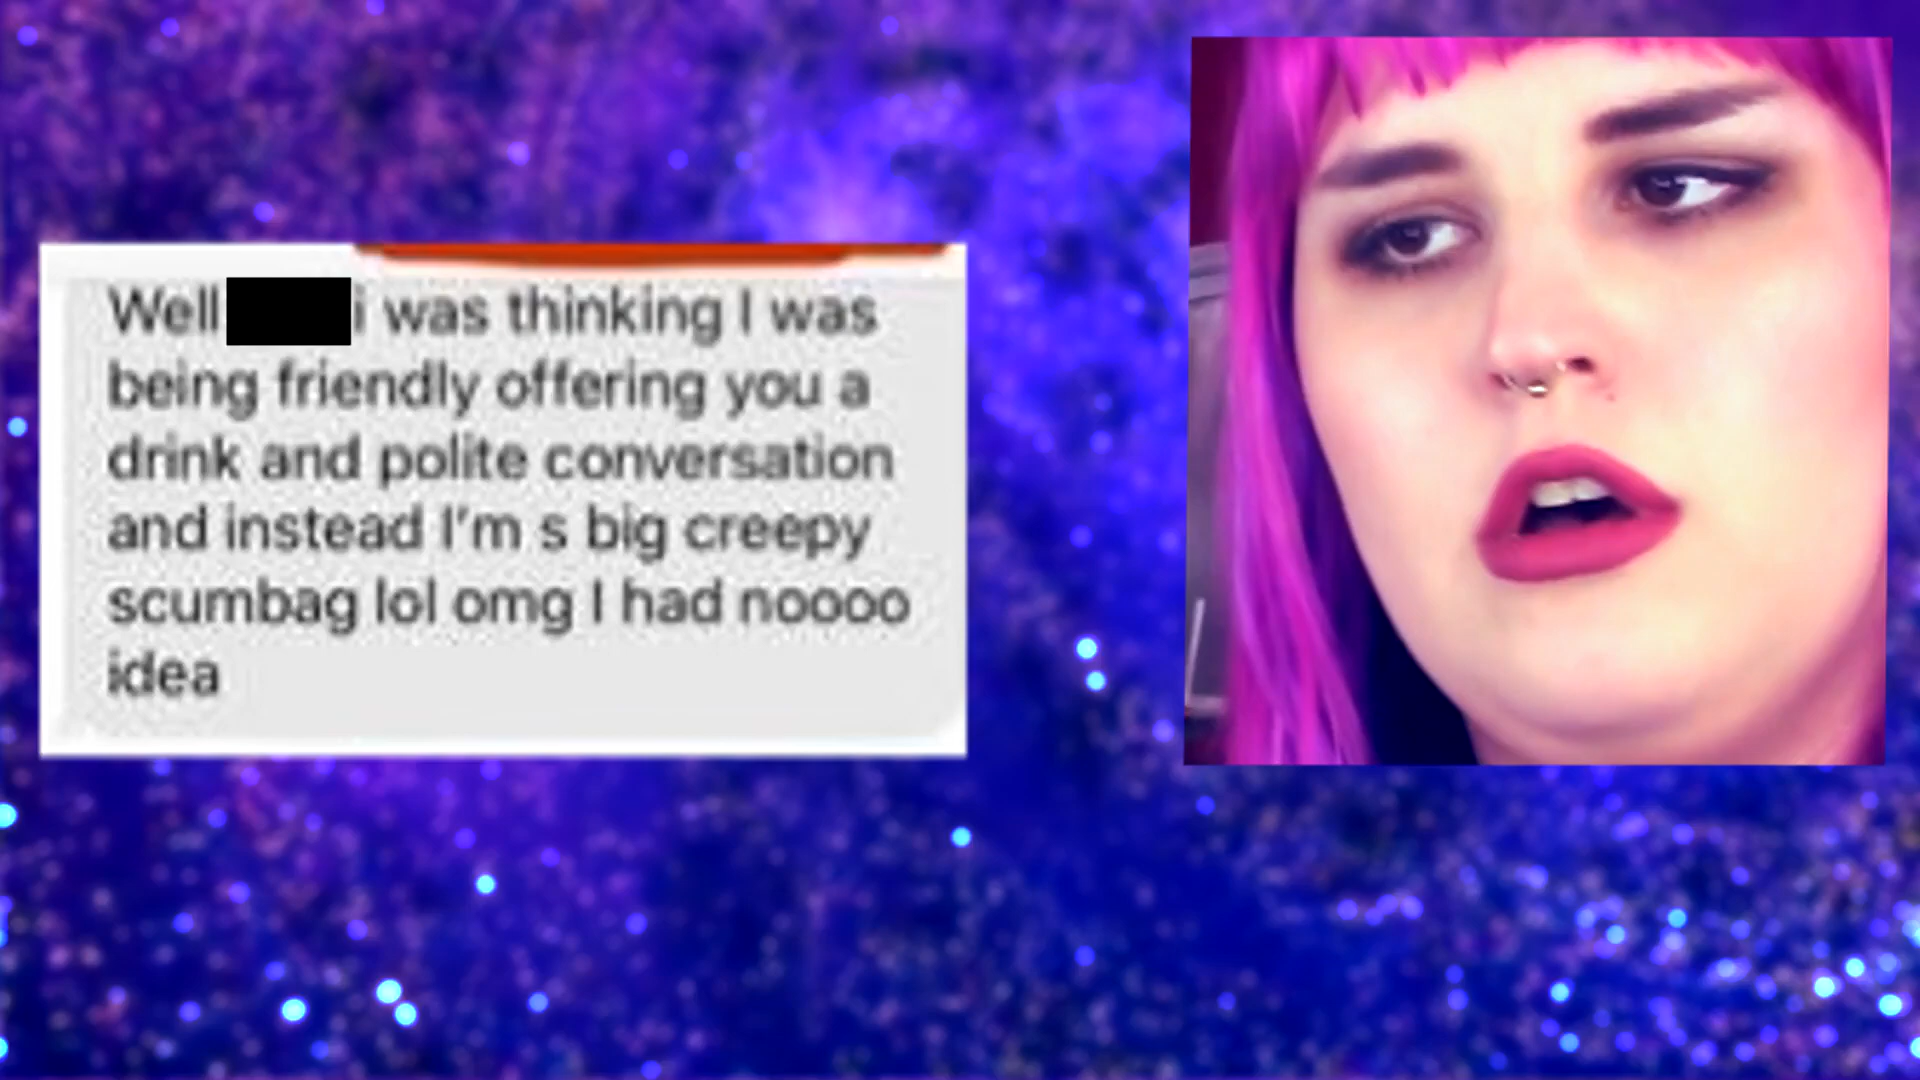 Well i was thinking I was
being friendly offering you a
drink and polite conversation
and instead I'm s big creepy
scumbag lol omg I had noooo
idea